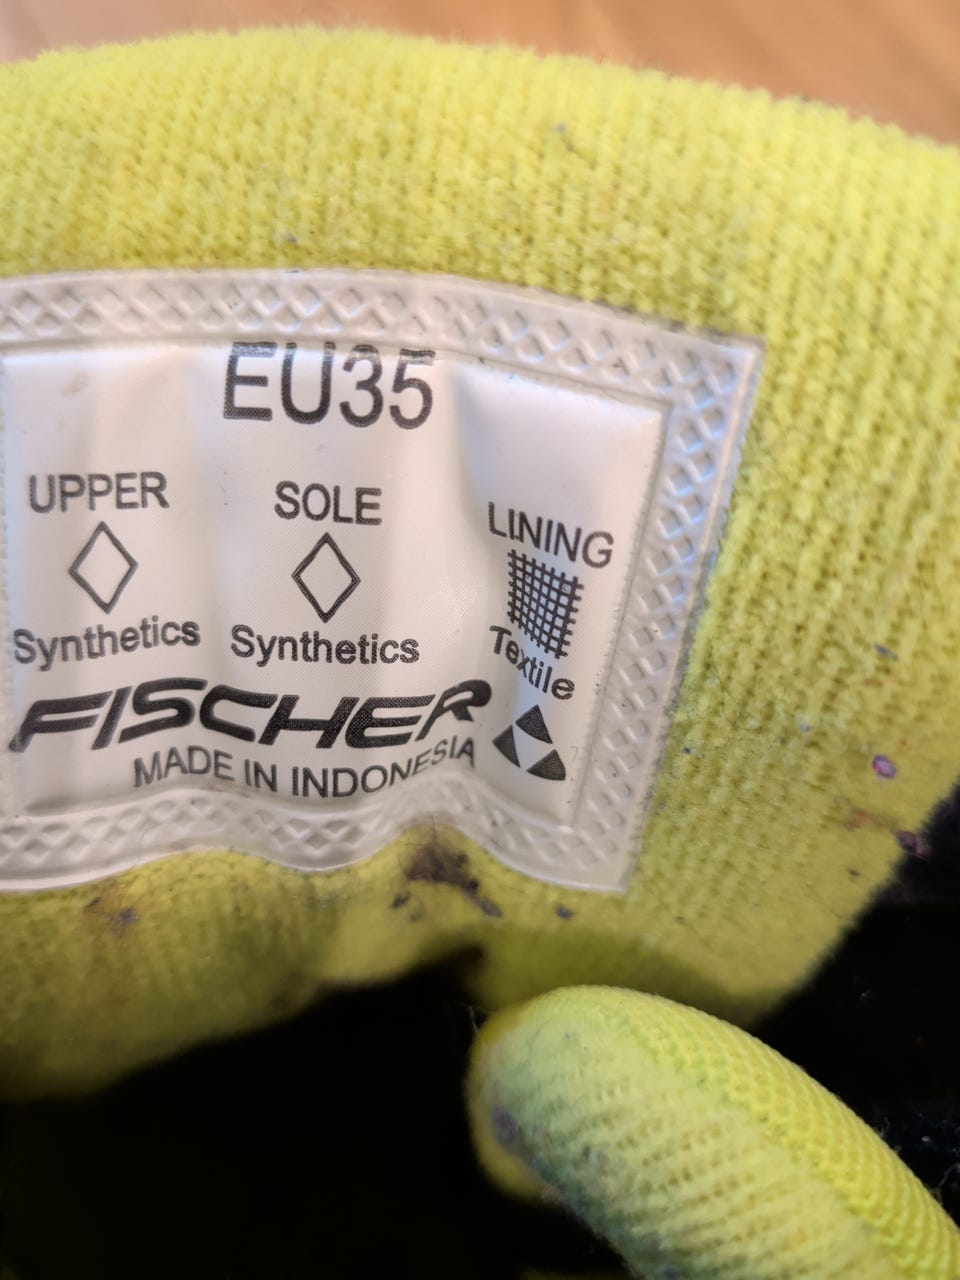 EU35
UPPER
SOLE
LINING
Synthetics
Synthetics
Textile
FISCHER
MADE IN INDONESIA